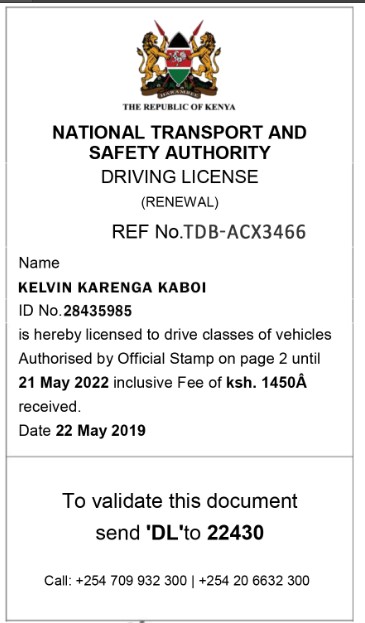 HARAMBEE
THE REPUBLIC OF KENYA
NATIONAL TRANSPORT AND
SAFETY AUTHORITY
DRIVING LICENSE
(RENEWAL)
REF No.TDB-ACX3466
Name
KELVIN KARENGA KABOI
ID No.28435985
is hereby licensed to drive classes of vehicles
Authorised by Official Stamp on page 2 until
21 May 2022 inclusive Fee of ksh. 1450Â
received.
Date 22 May 2019
To validate this document
send 'DL'to 22430
Call: +254 709 932 300 | +254 20 6632 300